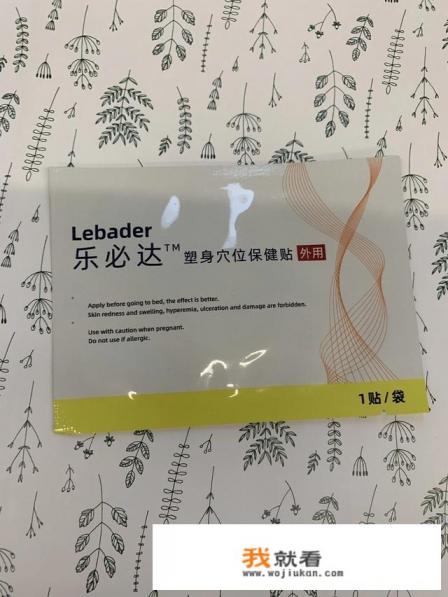 Lebader
乐必达™ 塑身穴位保健贴 外用
Apply before going to bed, the effect is better.
Skin redness and swelling, hyperemia, ulceration and damage are forbidden.
Use with caution when pregnant.
Do not use if allergic.
1贴/袋
我就看
www.wojiukan.com